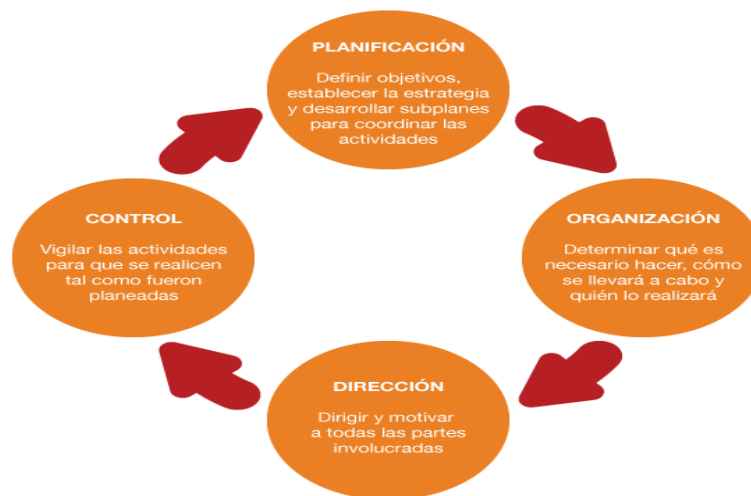 PLANIFICACIÓN
Definir objetivos,
establecer la estrategia
y desarrollar subplanes
para coordinar las
actividades
ORGANIZACIÓN
Determinar qué es
necesario hacer, cómo
se llevará a cabo y
quién lo realizará
DIRECCIÓN
Dirigir y motivar
a todas las partes
involucradas
CONTROL
Vigilar las actividades
para que se realicen
tal como fueron
planeadas